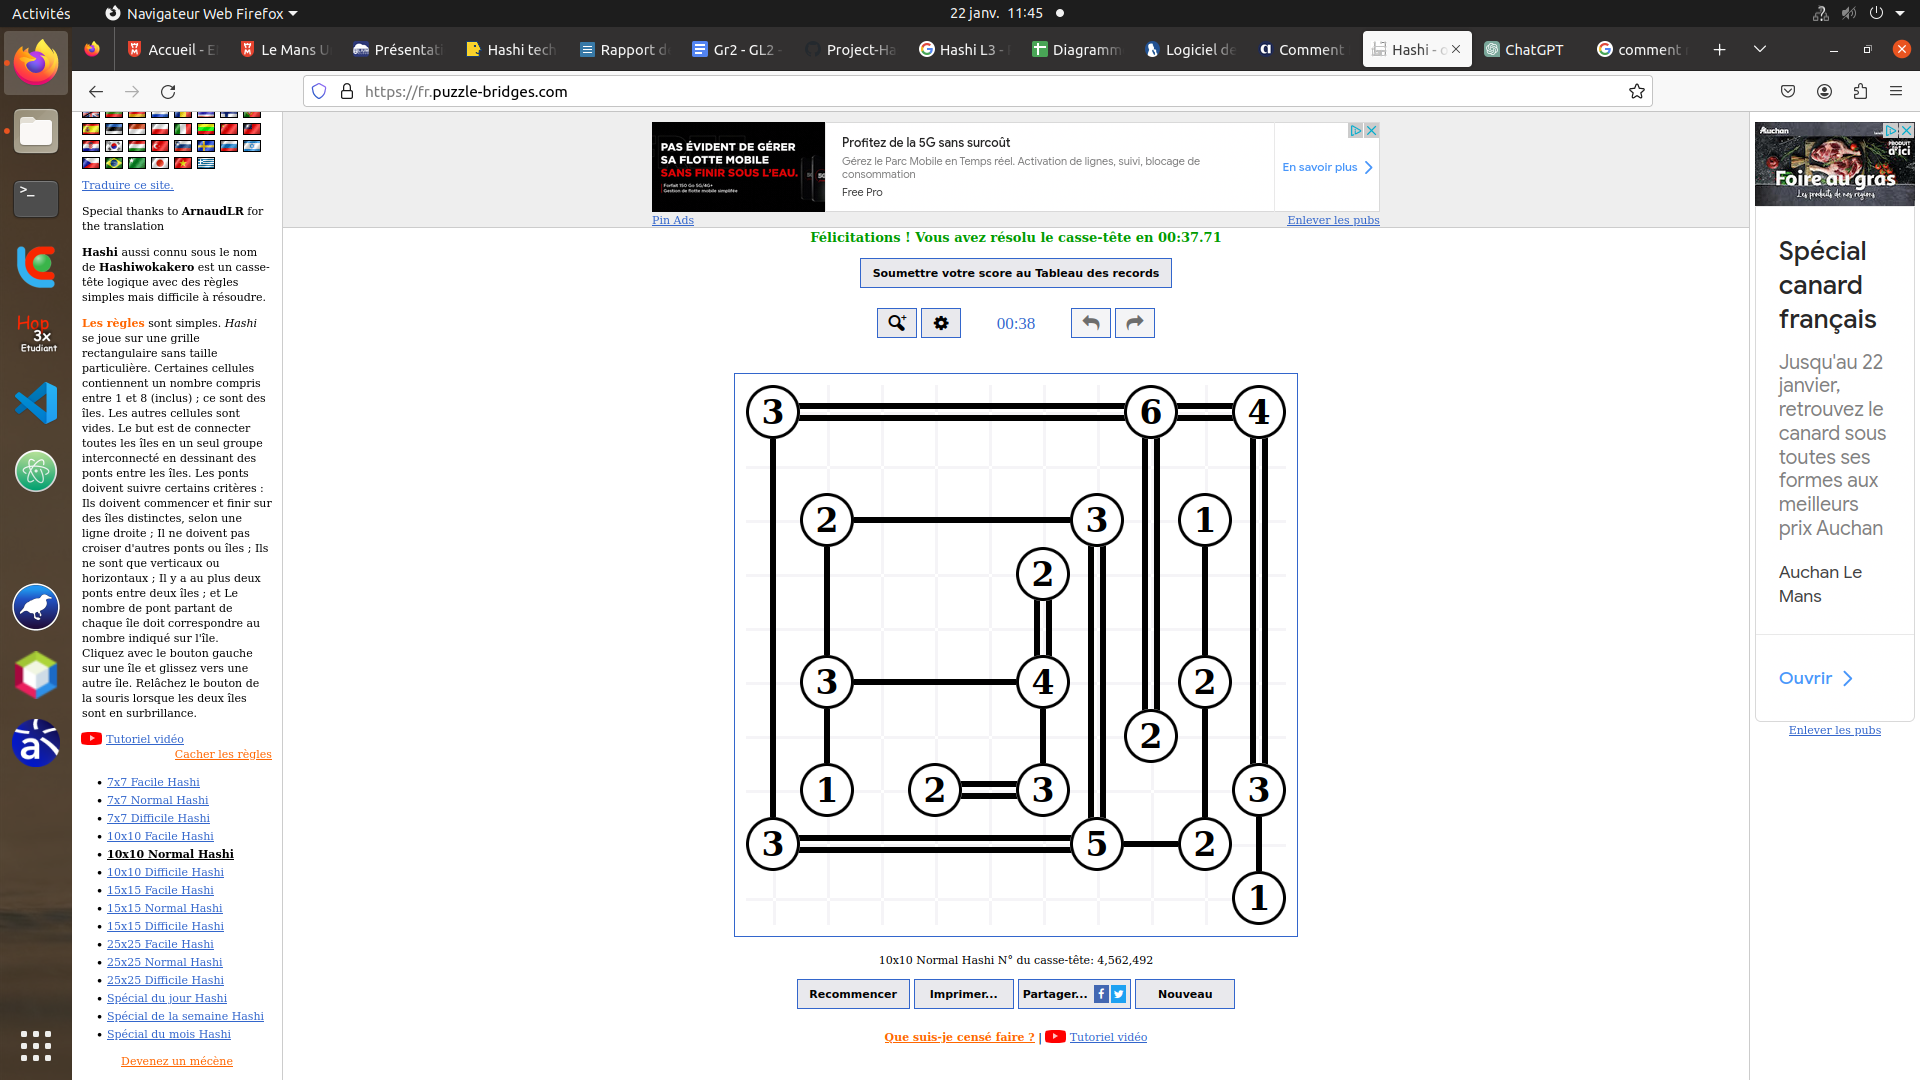 Activités
Navigateur Web Firefox
22 janv. 11:45
Accueil - E
Le Mans U
Présentati
Hashi tech
Rapport d
Gr2 - GL2 -
Project-Ha
Hashi L3 -
Diagramm
Logiciel de
Comment
Hashi - o
ChatGPT
comment
https://fr.puzzle-bridges.com
Traduire ce site.
Special thanks to ArnaudLR for
the translation
Hashi aussi connu sous le nom
de Hashiwokakero est un casse-
tête logique avec des règles
simples mais difficile à résoudre.
Les règles sont simples. Hashi
se joue sur une grille
rectangulaire sans taille
particulière. Certaines cellules
contiennent un nombre compris
entre 1 et 8 (inclus) ; ce sont des
îles. Les autres cellules sont
vides. Le but est de connecter
toutes les îles en un seul groupe
interconnecté en dessinant des
ponts entre les îles. Les ponts
doivent suivre certains critères :
Ils doivent commencer et finir sur
des îles distinctes, selon une
ligne droite ; Il ne doivent pas
croiser d'autres ponts ou îles ; Ils
ne sont que verticaux ou
horizontaux ; Il y a au plus deux
ponts entre deux îles ; et Le
nombre de pont partant de
chaque île doit correspondre au
nombre indiqué sur l'île.
Cliquez avec le bouton gauche
sur une île et glissez vers une
autre île. Relâchez le bouton de
la souris lorsque les deux îles
sont en surbrillance.
Tutoriel vidéo
Cacher les règles
7x7 Facile Hashi
7x7 Normal Hashi
7x7 Difficile Hashi
10x10 Facile Hashi
10x10 Normal Hashi
10x10 Difficile Hashi
15x15 Facile Hashi
15x15 Normal Hashi
15x15 Difficile Hashi
25x25 Facile Hashi
25x25 Normal Hashi
25x25 Difficile Hashi
Spécial du jour Hashi
Spécial de la semaine Hashi
Spécial du mois Hashi
Devenez un mécène
Hop
3x
Etudiant
PAS ÉVIDENT DE GÉRER
SA FLOTTE MOBILE
SANS FINIR SOUS L'EAU.
Forfait 150 Go 5G/4G+
Gestion de flotte mobile simplifiée
Profitez de la 5G sans surcoût
Gérez le Parc Mobile en Temps réel. Activation de lignes, suivi, blocage de
consommation
Free Pro
En savoir plus
Pin Ads
Enlever les pubs
Félicitations ! Vous avez résolu le casse-tête en 00:37.71
Soumettre votre score au Tableau des records
00:38
3 6 4
2 3 1
2
3 4 2
2
1 2 3 3
3 5 2
1
10x10 Normal Hashi N° du casse-tête: 4,562,492
Recommencer
Imprimer...
Partager...
Nouveau
Que suis-je censé faire ? | Tutoriel vidéo
Auchan
PRODUIT
d'ici
Foire au gras
Les produits de nos régions
Spécial
canard
français
Jusqu'au 22
janvier,
retrouvez le
canard sous
toutes ses
formes aux
meilleurs
prix Auchan
Auchan Le
Mans
Ouvrir
Enlever les pubs